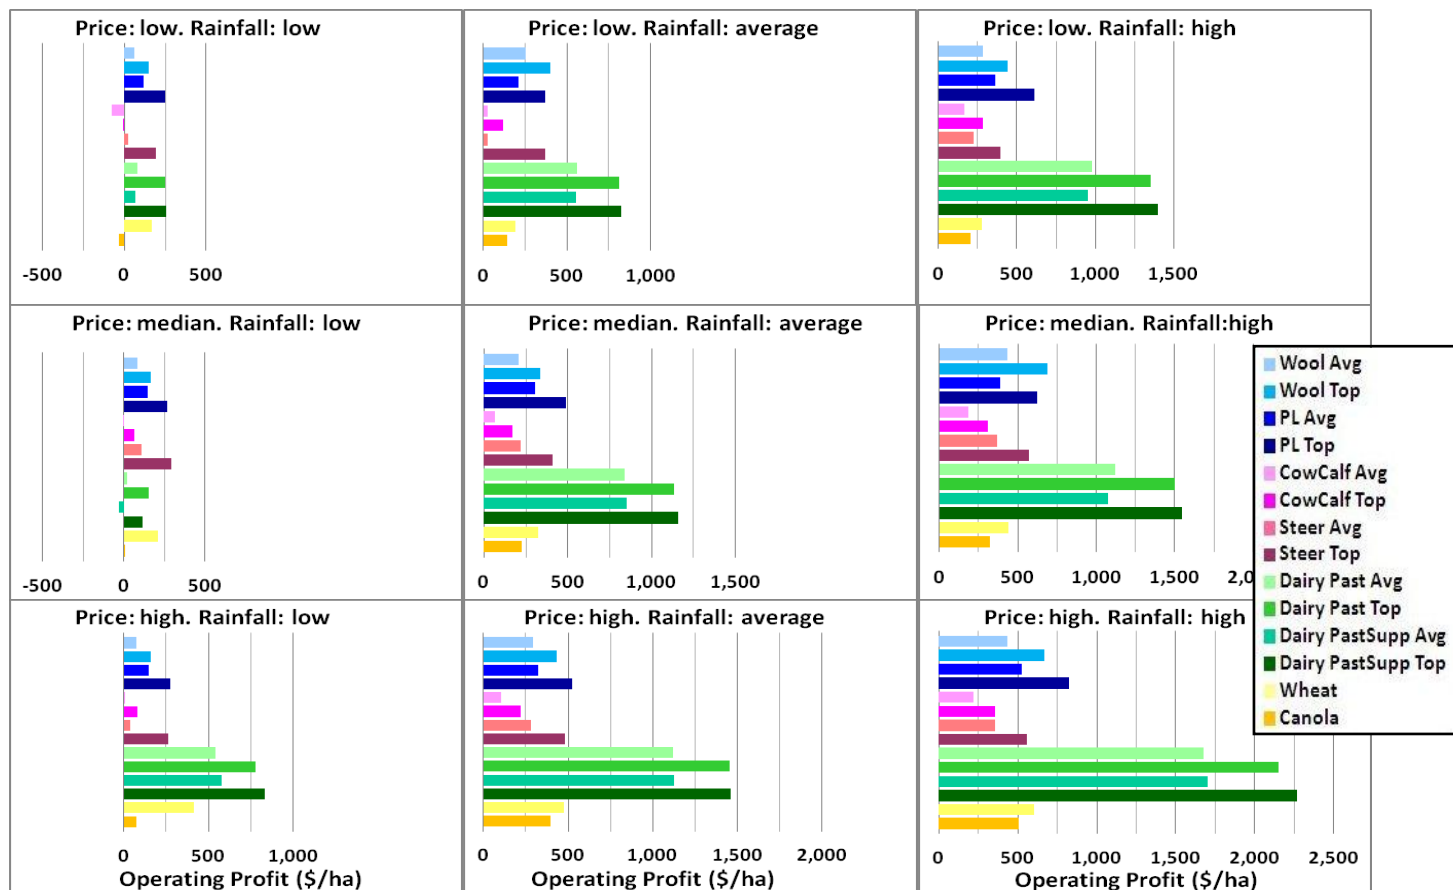 Price: low. Rainfall: low
-500 0 500
Price: low. Rainfall: average
0 500 1,000
Price: low. Rainfall: high
0 500 1,000 1,500
Price: median. Rainfall: low
-500 0 500
Price: median. Rainfall: average
0 500 1,000 1,500
Price: median. Rainfall:high
0 500 1,000 1,500 2,0
Price: high. Rainfall: low
0 500 1,000
Operating Profit ($/ha)
Price: high. Rainfall: average
0 500 1,000 1,500 2,000
Operating Profit ($/ha)
Price: high. Rainfall: high
0 500 1,000 1,500 2,000 2,500
Operating Profit ($/ha)
Wool Avg
Wool Top
PL Avg
PL Top
CowCalf Avg
CowCalf Top
Steer Avg
Steer Top
Dairy Past Avg
Dairy Past Top
Dairy PastSupp Avg
Dairy PastSupp Top
Wheat
Canola